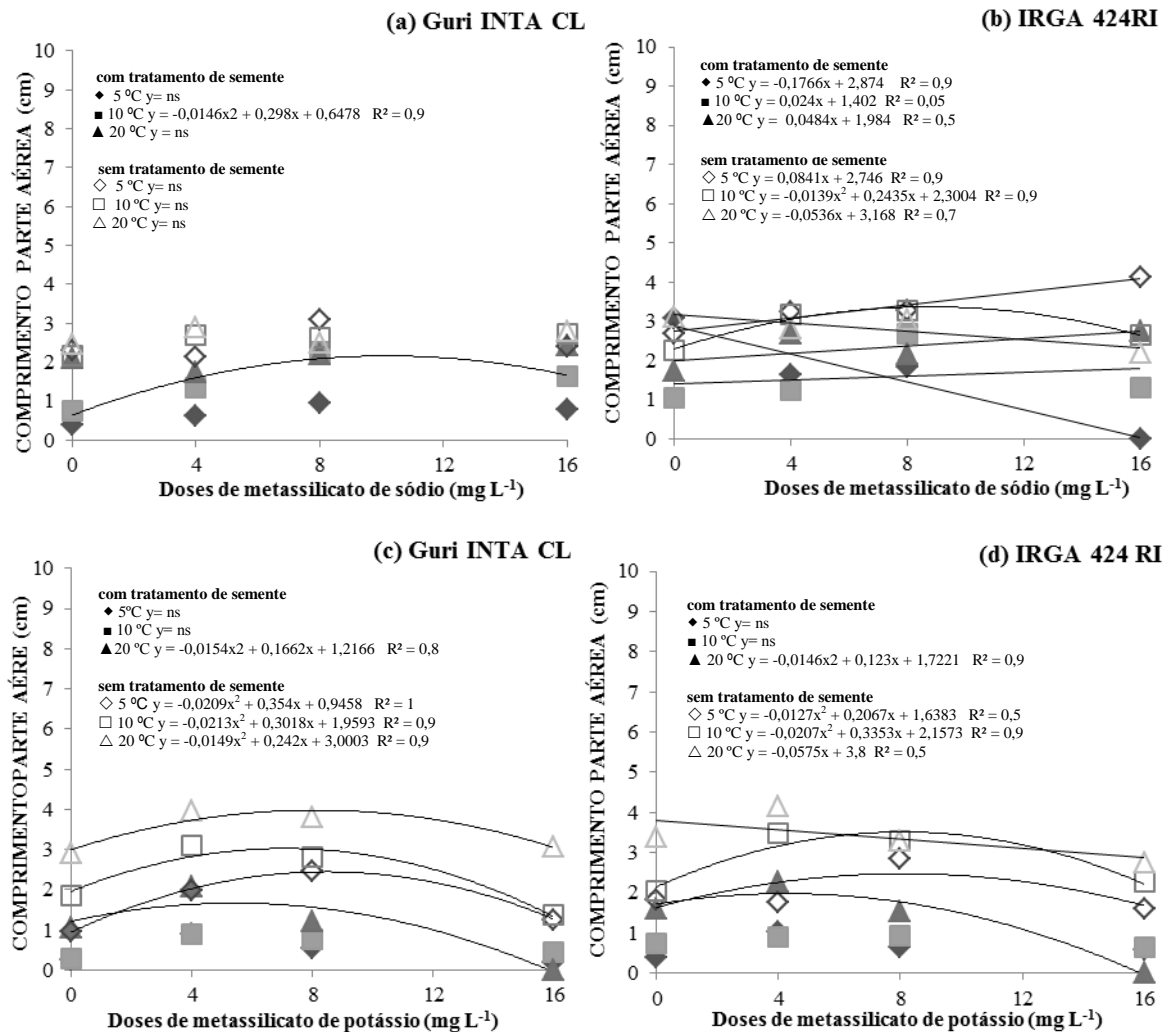 (a) Guri INTA CL
COMPRIMENTO PARTE AÉREA (cm)
10
9
8
7
6
5
4
3
2
1
0
com tratamento de semente
◆ 5 ⁰C y= ns
■ 10 ⁰C y = -0,0146x2 + 0,298x + 0,6478 R² = 0,9
▲ 20 ⁰C y = ns
sem tratamento de semente
◇ 5 ºC y= ns
□ 10 ºC y= ns
△ 20 ºC y= ns
0 4 8 12 16
Doses de metassilicato de sódio (mg L⁻¹)
(b) IRGA 424RI
COMPRIMENTO PARTE AÉREA (cm)
10
9
8
7
6
5
4
3
2
1
0
com tratamento de semente
◆ 5 ⁰C y = -0,1766x + 2,874 R² = 0,9
■ 10 ⁰C y = 0,024x + 1,402 R² = 0,05
▲ 20 ⁰C y = 0,0484x + 1,984 R² = 0,5
sem tratamento de semente
◇ 5 ºC y = 0,0841x + 2,746 R² = 0,9
□ 10 ºC y = -0,0139x² + 0,2435x + 2,3004 R² = 0,9
△ 20 ºC y = -0,0536x + 3,168 R² = 0,7
0 4 8 12 16
Doses de metassilicato de sódio (mg L⁻¹)
(c) Guri INTA CL
COMPRIMENTOPARTE AÉRE (cm)
10
9
8
7
6
5
4
3
2
1
0
com tratamento de semente
◆ 5ºC y= ns
■ 10 ºC y= ns
▲ 20 ºC y = -0,0154x2 + 0,1662x + 1,2166 R² = 0,8
sem tratamento de semente
◇ 5 ºC y = -0,0209x² + 0,354x + 0,9458 R² = 1
□ 10 ºC y = -0,0213x² + 0,3018x + 1,9593 R² = 0,9
△ 20 ºC y = -0,0149x² + 0,242x + 3,0003 R² = 0,9
0 4 8 12 16
Doses de metassilicato de potássio (mg L⁻¹)
(d) IRGA 424 RI
COMPRIMENTO PARTE AÉREA (cm)
10
9
8
7
6
5
4
3
2
1
0
com tratamento de semente
◆ 5 ºC y= ns
■ 10 ºC y= ns
▲ 20 ⁰C y = -0,0146x2 + 0,123x + 1,7221 R² = 0,9
sem tratamento de semente
◇ 5 ºC y = -0,0127x² + 0,2067x + 1,6383 R² = 0,5
□ 10 ºC y = -0,0207x² + 0,3353x + 2,1573 R² = 0,9
△ 20 ºC y = -0,0575x + 3,8 R² = 0,5
0 4 8 12 16
Doses de metassilicato de potássio (mg L⁻¹)